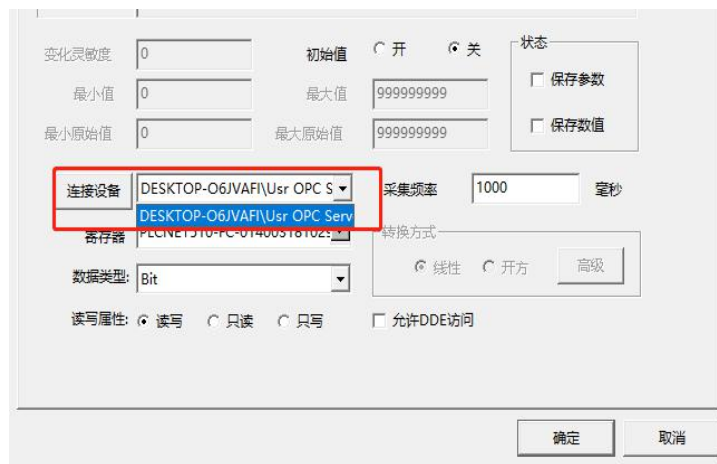 变化灵敏度 0 初始值 开 关 状态
保存参数
最小值 0 最大值 999999999
保存数值
最小原始值 0 最大原始值 999999999
连接设备 DESKTOP-O6JVAFI\Usr OPC S 采集频率 1000 毫秒
DESKTOP-O6JVAFI\Usr OPC Serv
寄存器 转换方式
线性 开方 高级
数据类型: Bit
读写属性: 读写 只读 只写 允许DDE访问
确定 取消